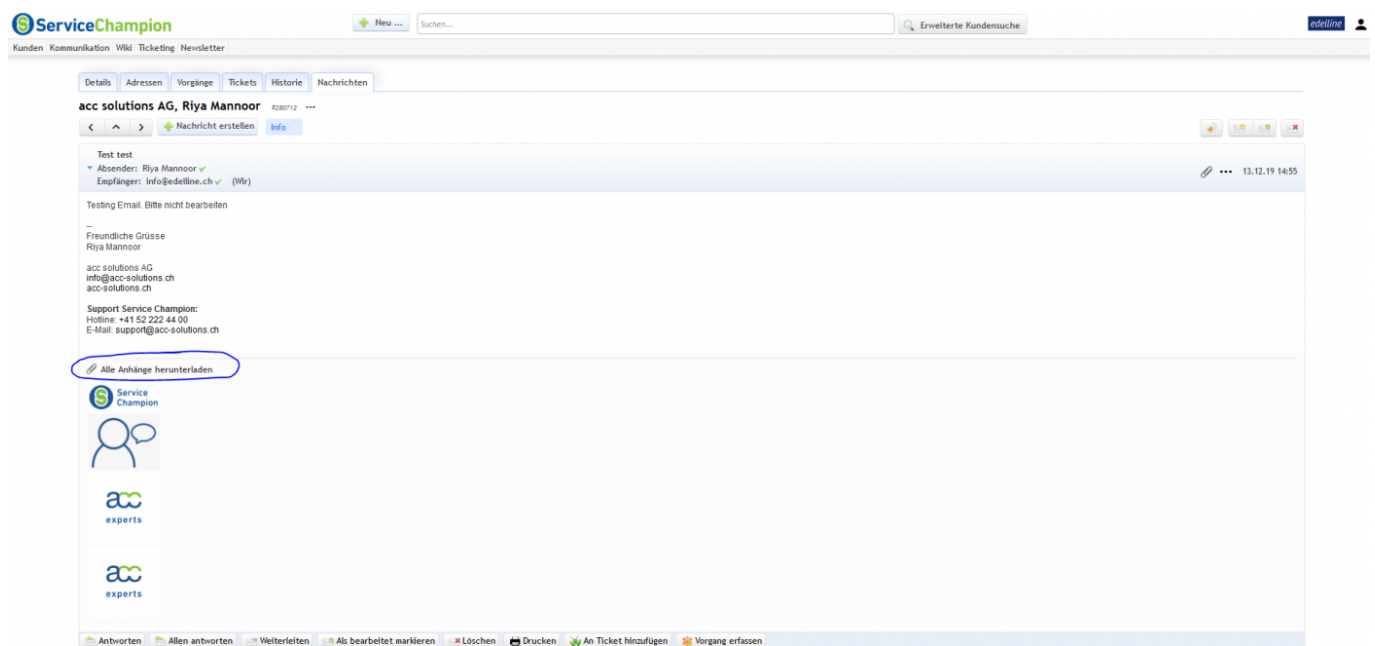 ServiceChampion
Neu ...
Suchen...
Erweiterte Kundensuche
edelline
Kunden Kommunikation Wiki Ticketing Newsletter
Details Adressen Vorgänge Tickets Historie Nachrichten
acc solutions AG, Riya Mannoor R280712 ...
Nachricht erstellen Info
Test test
Absender: Riya Mannoor
Empfänger: info@edelline.ch (Wir)
13.12.19 14:55
Testing Email. Bitte nicht bearbeiten
--
Freundliche Grüsse
Riya Mannoor
acc solutions AG
info@acc-solutions.ch
acc-solutions.ch
Support Service Champion:
Hotline: +41 52 222 44 00
E-Mail: support@acc-solutions.ch
Alle Anhänge herunterladen
Service
Champion
acc
experts
acc
experts
Antworten Allen antworten Weiterleiten Als bearbeitet markieren Löschen Drucken An Ticket hinzufügen Vorgang erfassen